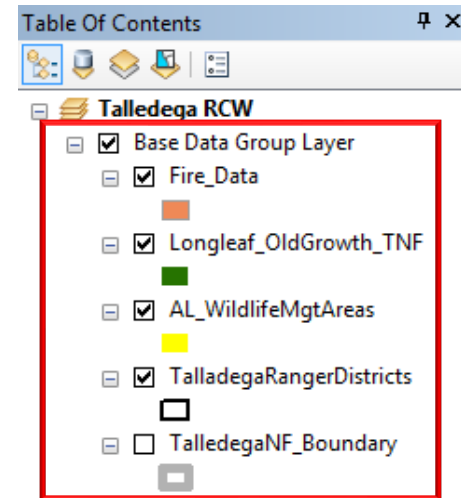 Table Of Contents
Talledega RCW
Base Data Group Layer
Fire_Data
Longleaf_OldGrowth_TNF
AL_WildlifeMgtAreas
TalladegaRangerDistricts
TalledegaNF_Boundary